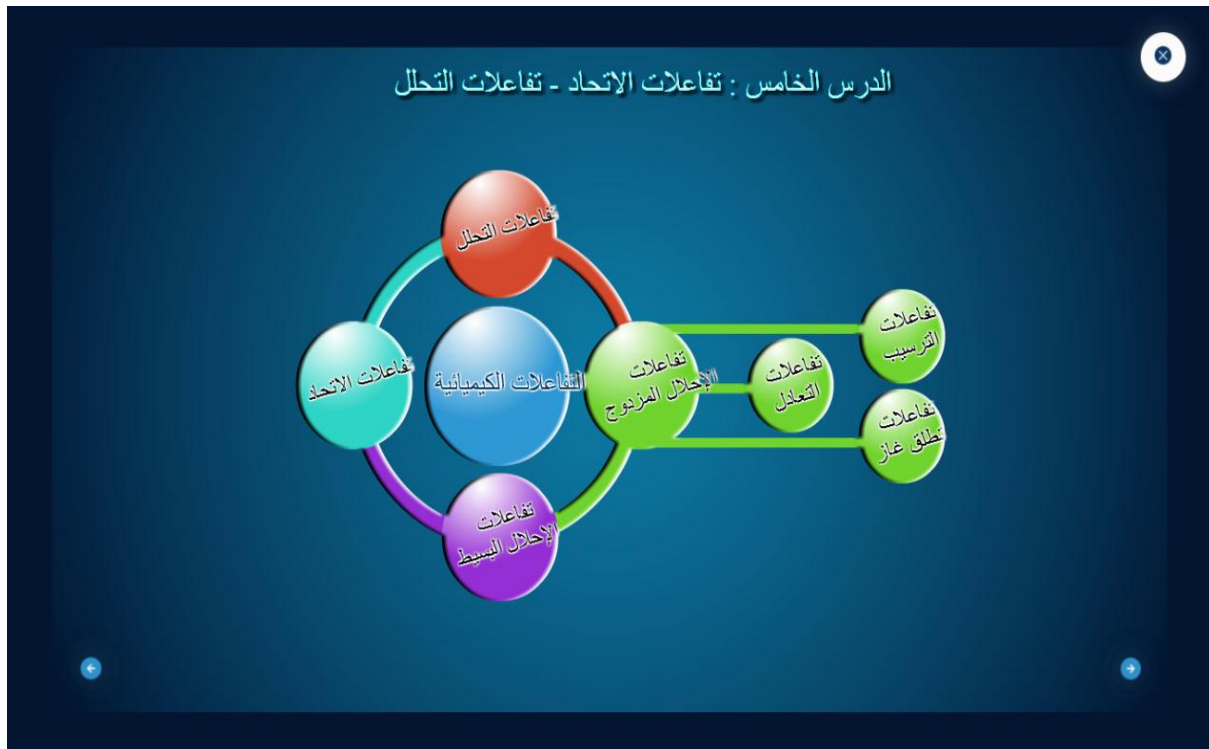 الدرس الخامس : تفاعلات الاتحاد - تفاعلات التحلل
تفاعلات التحلل
تفاعلات الاتحاد
التفاعلات الكيميائية
تفاعلات
الإحلال المزدوج
تفاعلات
الترسيب
تفاعلات
التعادل
تفاعلات
تطلق غاز
تفاعلات
الإحلال البسيط